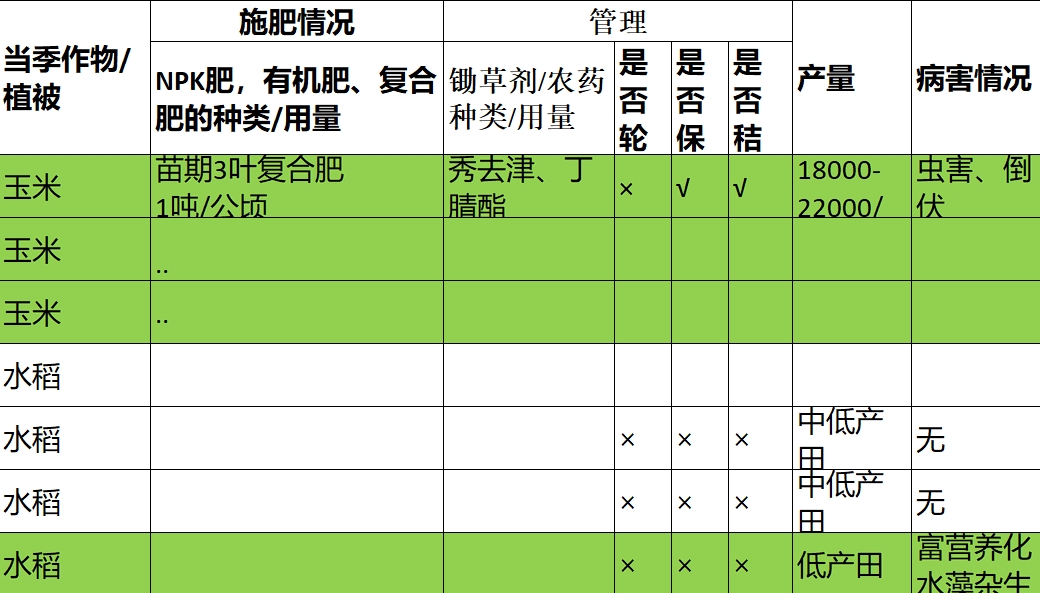 施肥情况
管理
当季作物/
植被
NPK肥，有机肥、复合
肥的种类/用量
锄草剂/农药
种类/用量
是
否
轮
是
否
保
是
否
秸
产量
病害情况
玉米
苗期3叶复合肥
1吨/公顷
秀去津、丁
腈酯
×
√
√
18000-
22000/
虫害、倒
伏
玉米
..
玉米
..
水稻
水稻
×
×
×
中低产
田
无
水稻
×
×
×
中低产
田
无
水稻
×
×
×
低产田
富营养化
水藻杂生